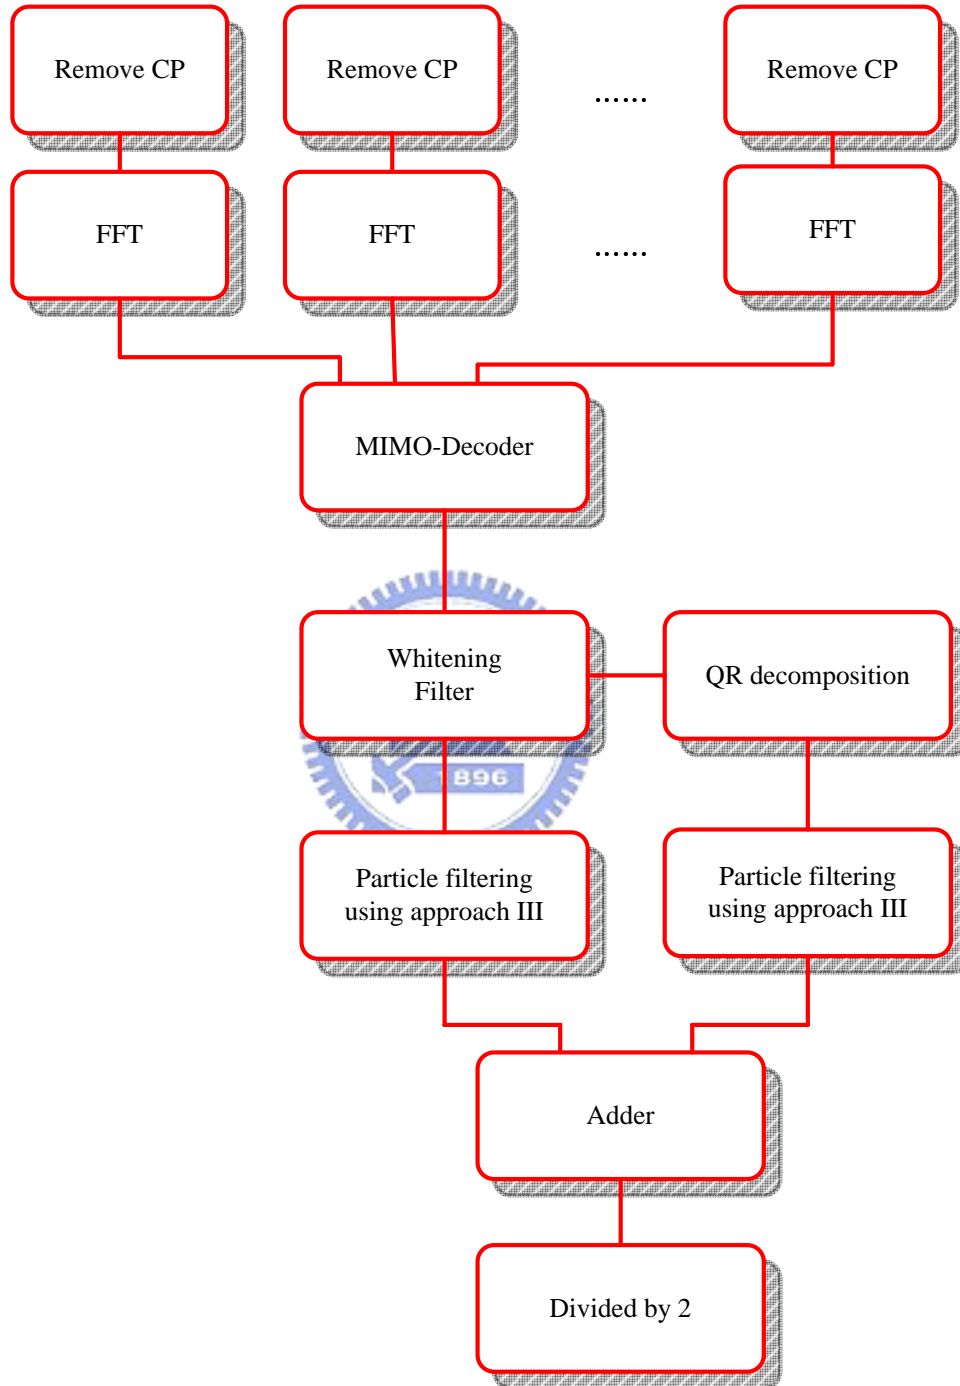 Remove CP
Remove CP
......
Remove CP
FFT
FFT
......
FFT
MIMO-Decoder
Whitening
Filter
QR decomposition
1896
Particle filtering
using approach III
Particle filtering
using approach III
Adder
Divided by 2